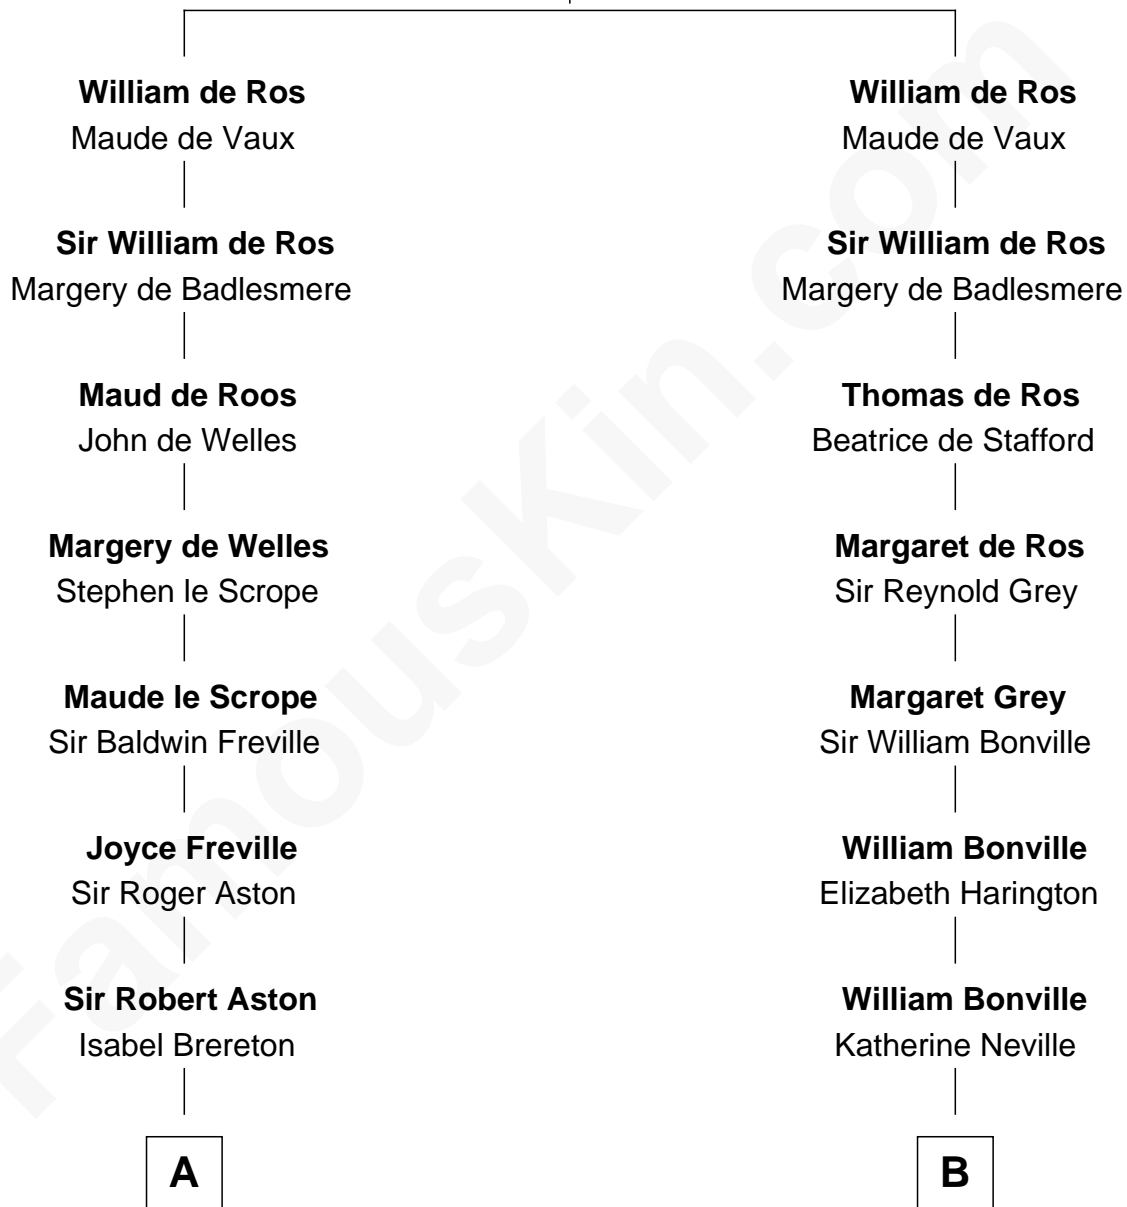 William de Ros
Maude de Vaux
Sir William de Ros
Margery de Badlesmere
Maud de Roos
John de Welles
Margery de Welles
Stephen le Scrope
Maude le Scrope
Sir Baldwin Freville
Joyce Freville
Sir Roger Aston
Sir Robert Aston
Isabel Brereton
A
William de Ros
Maude de Vaux
Sir William de Ros
Margery de Badlesmere
Thomas de Ros
Beatrice de Stafford
Margaret de Ros
Sir Reynold Grey
Margaret Grey
Sir William Bonville
William Bonville
Elizabeth Harington
William Bonville
Katherine Neville
B
FamousKin.com